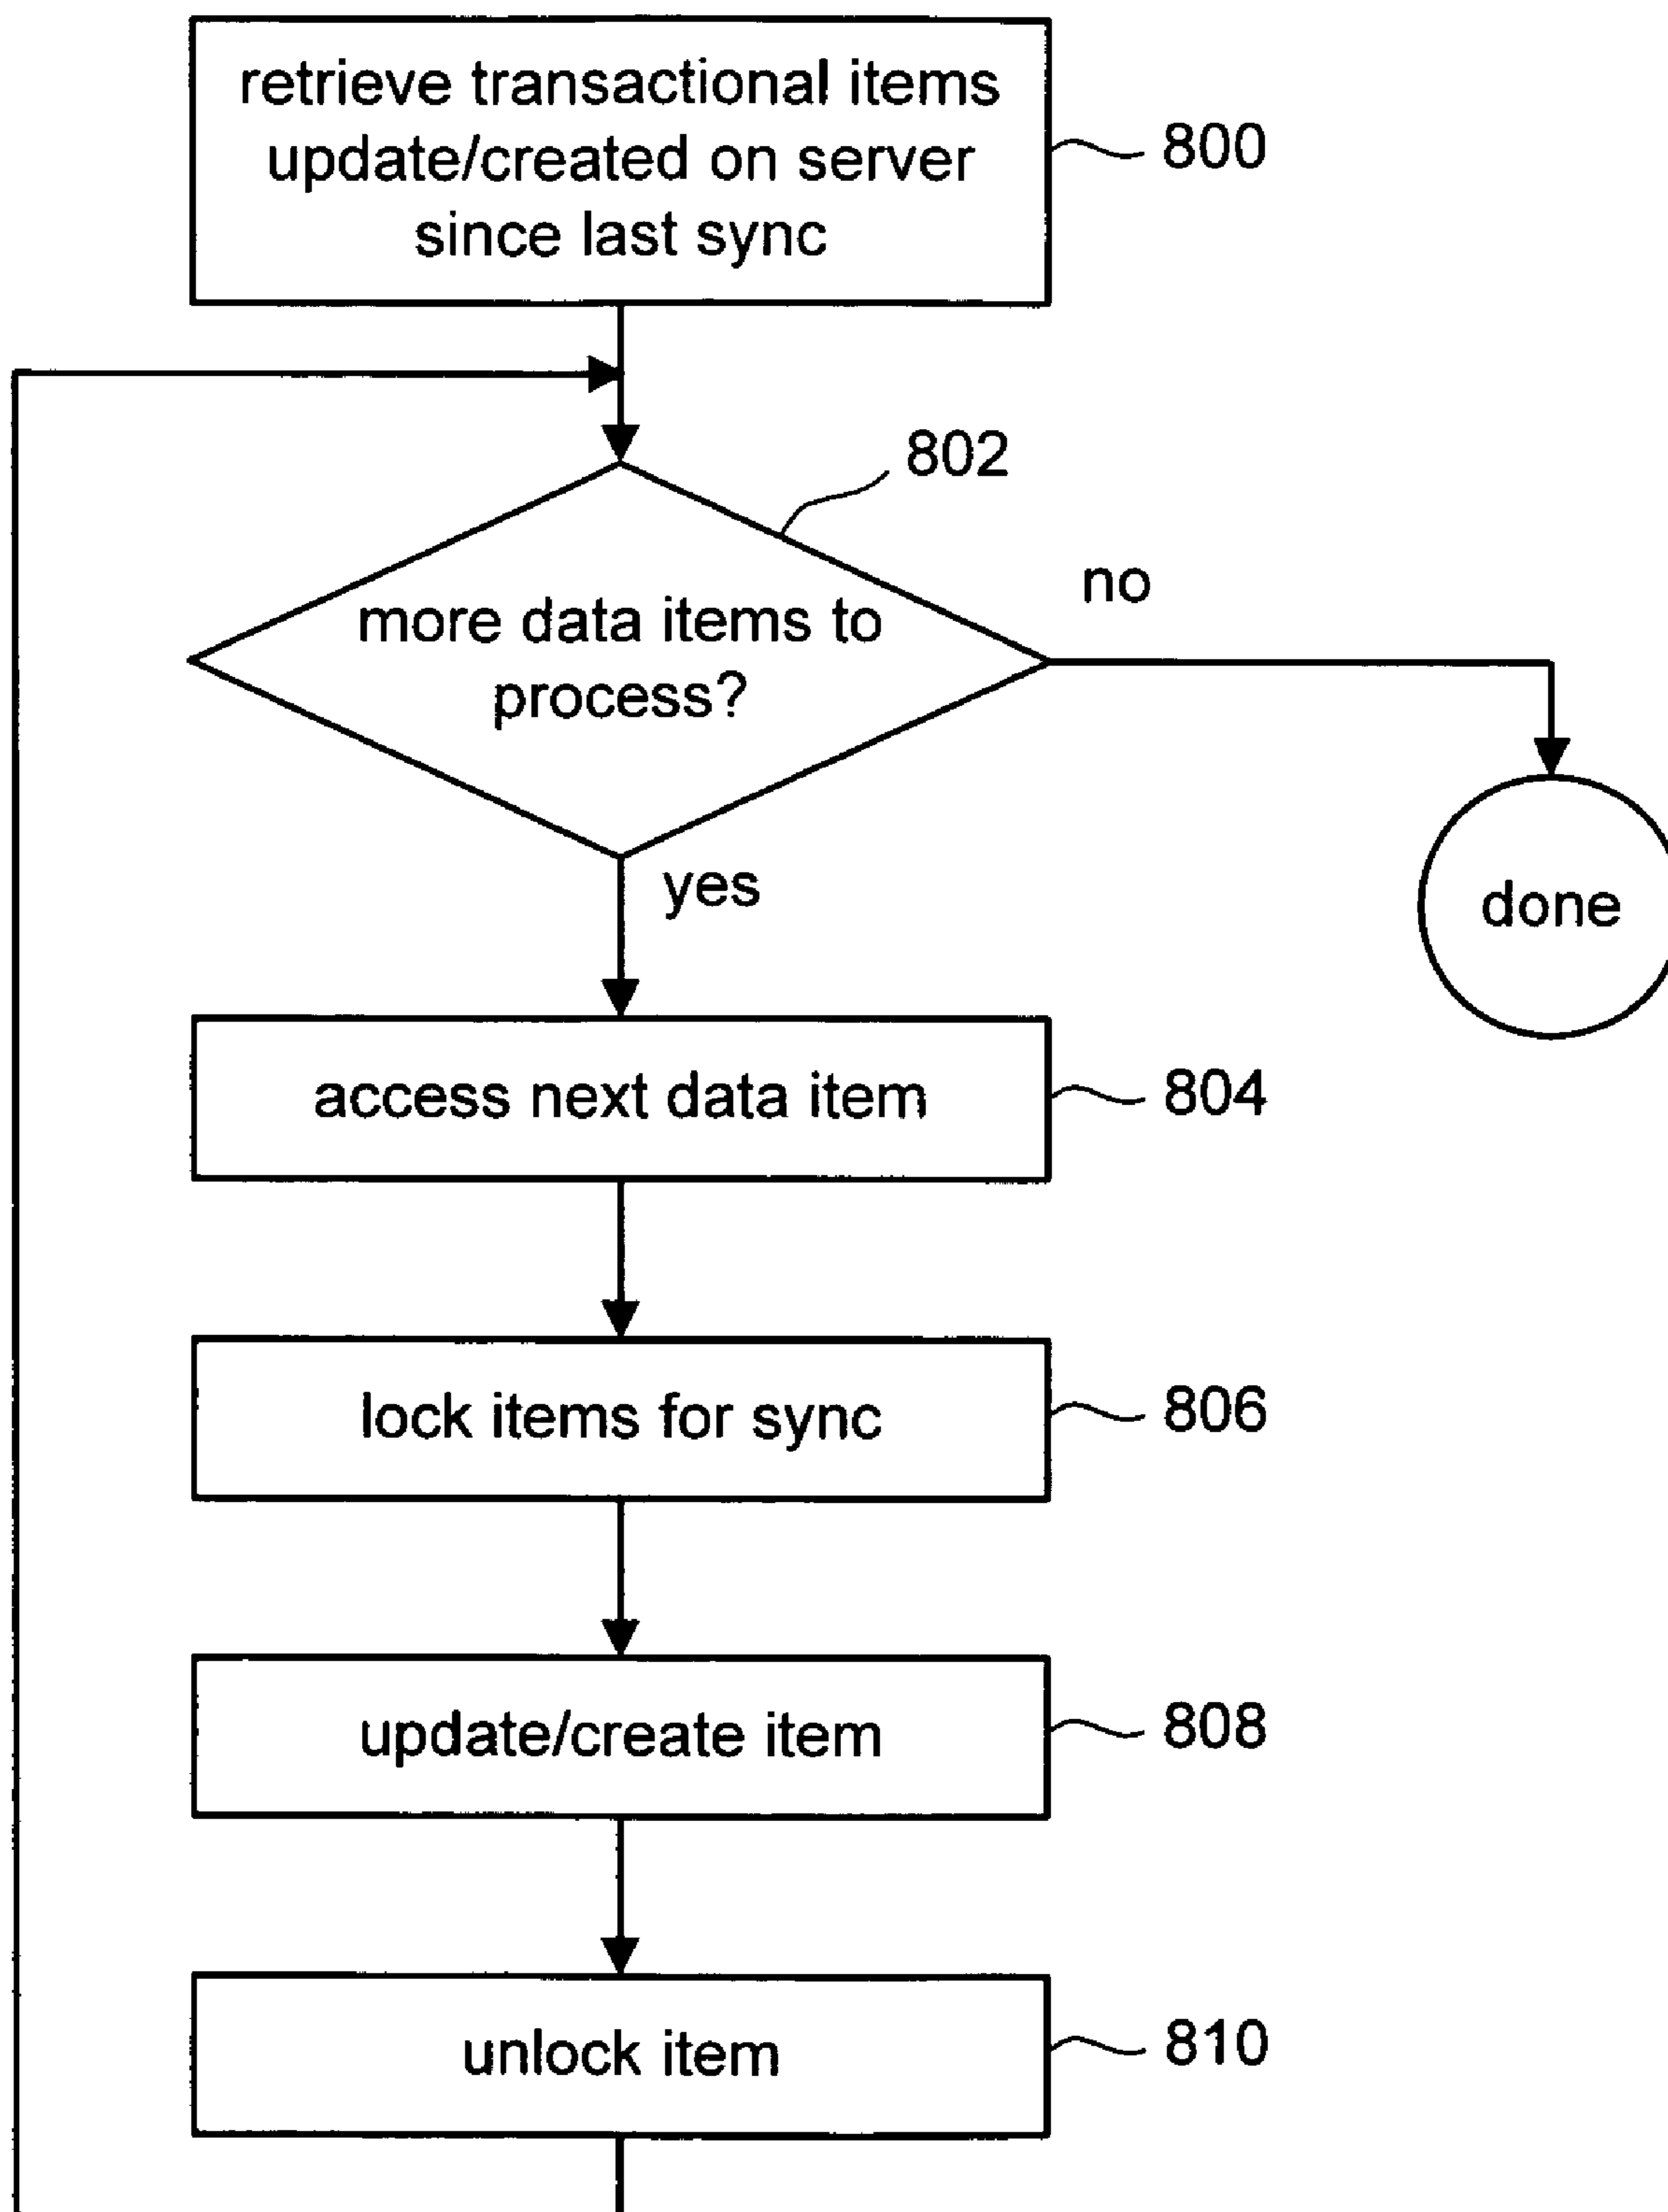 retrieve transactional items
update/created on server
since last sync
800
802
more data items to
process?
no
yes
done
access next data item
804
lock items for sync
806
update/create item
808
unlock item
810